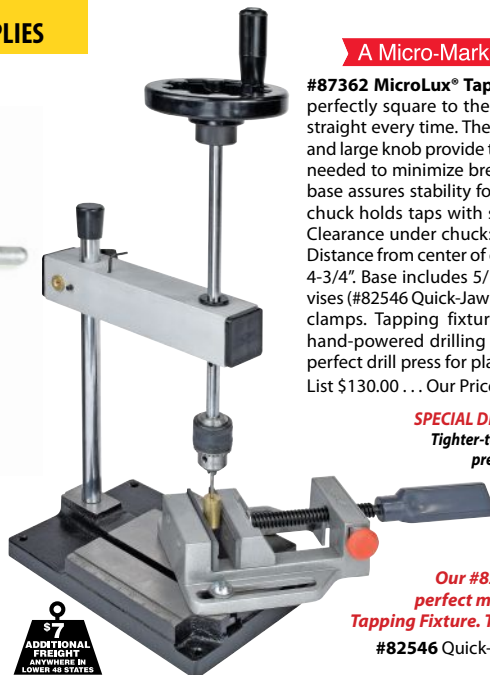 PLIES
A Micro-Mark
#87362 MicroLux® Tap
perfectly square to the
straight every time. The
and large knob provide t
needed to minimize bre
base assures stability fo
chuck holds taps with s
Clearance under chuck:
Distance from center of
4-3/4”. Base includes 5/
vises (#82546 Quick-Jaw
clamps. Tapping fixtur
hand-powered drilling
perfect drill press for pla
List $130.00 . . . Our Price
SPECIAL D
Tighter-t
pre
Our #8
perfect m
Tapping Fixture. T
#82546 Quick-
$7
ADDITIONAL
FREIGHT
ANYWHERE IN
LOWER 48 STATES